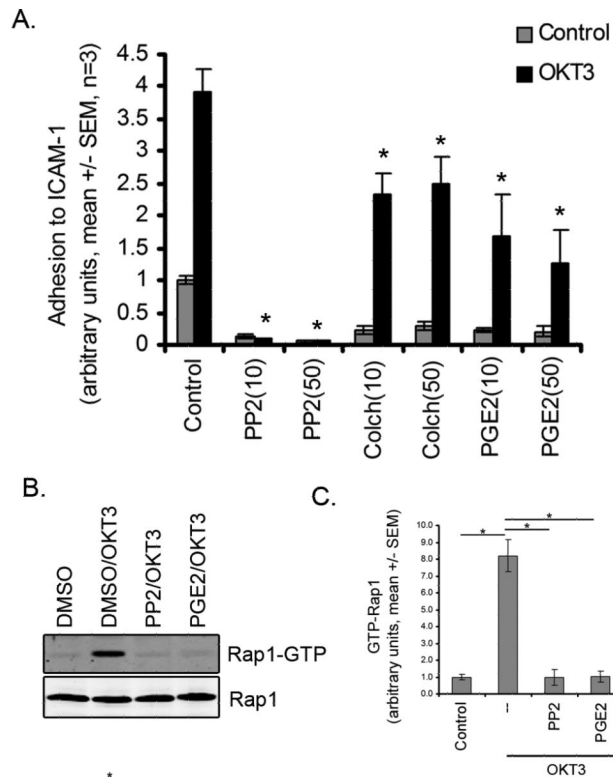 A.
Control
OKT3
Adhesion to ICAM-1
(arbitrary units, mean +/- SEM, n=3)
4.5
4
3.5
3
2.5
2
1.5
1
0.5
0
* * * * * *
Control
PP2(10)
PP2(50)
Colch(10)
Colch(50)
PGE2(10)
PGE2(50)
B.
DMSO
DMSO/OKT3
PP2/OKT3
PGE2/OKT3
Rap1-GTP
Rap1
*
C.
GTP-Rap1
(arbitrary units, mean +/- SEM)
10.0
9.0
8.0
7.0
6.0
5.0
4.0
3.0
2.0
1.0
0.0
* * *
Control
--
PP2
PGE2
OKT3